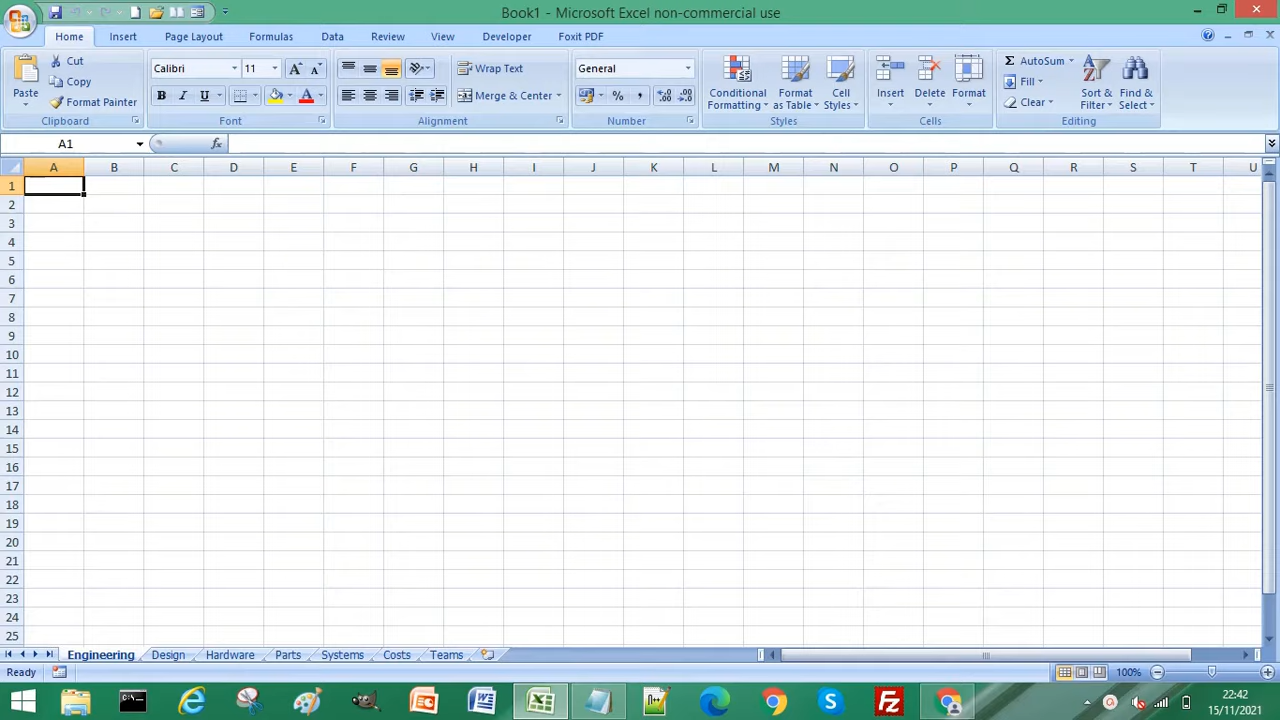 Book1 - Microsoft Excel non-commercial use
Home Insert Page Layout Formulas Data Review View Developer Foxit PDF
Paste
Cut
Copy
Format Painter
Clipboard
Calibri 11
B I U A
Font
Wrap Text
Merge & Center
Alignment
General
% ,
Number
Conditional Formatting
Format as Table
Cell Styles
Styles
Insert Delete Format
Cells
Σ AutoSum
Fill
Clear
Sort & Filter
Find & Select
Editing
A1 fx
A B C D E F G H I J K L M N O P Q R S T U
1
2
3
4
5
6
7
8
9
10
11
12
13
14
15
16
17
18
19
20
21
22
23
24
25
Engineering Design Hardware Parts Systems Costs Teams
Ready 100%
22:42
15/11/2021